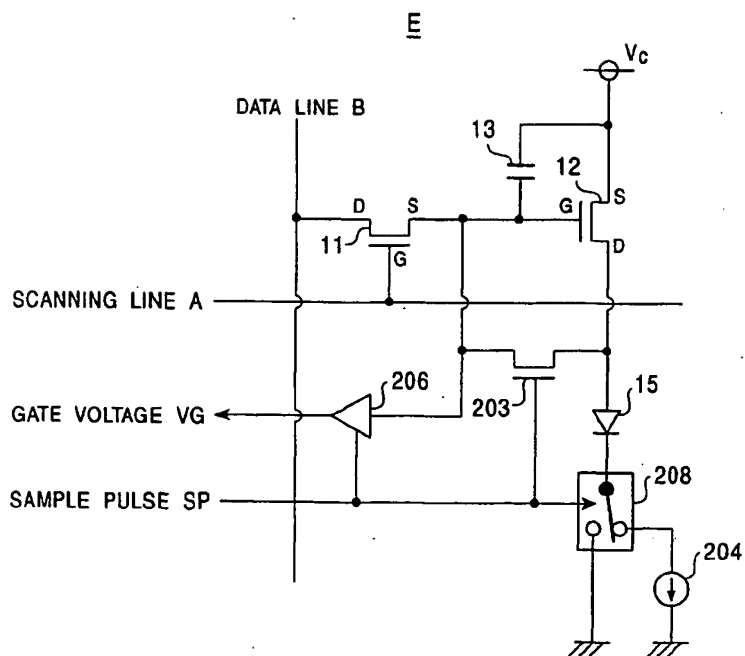 E
Vc
DATA LINE B
13
12
D S
G S
11
G
D
SCANNING LINE A
206
203
15
GATE VOLTAGE VG
208
SAMPLE PULSE SP
204